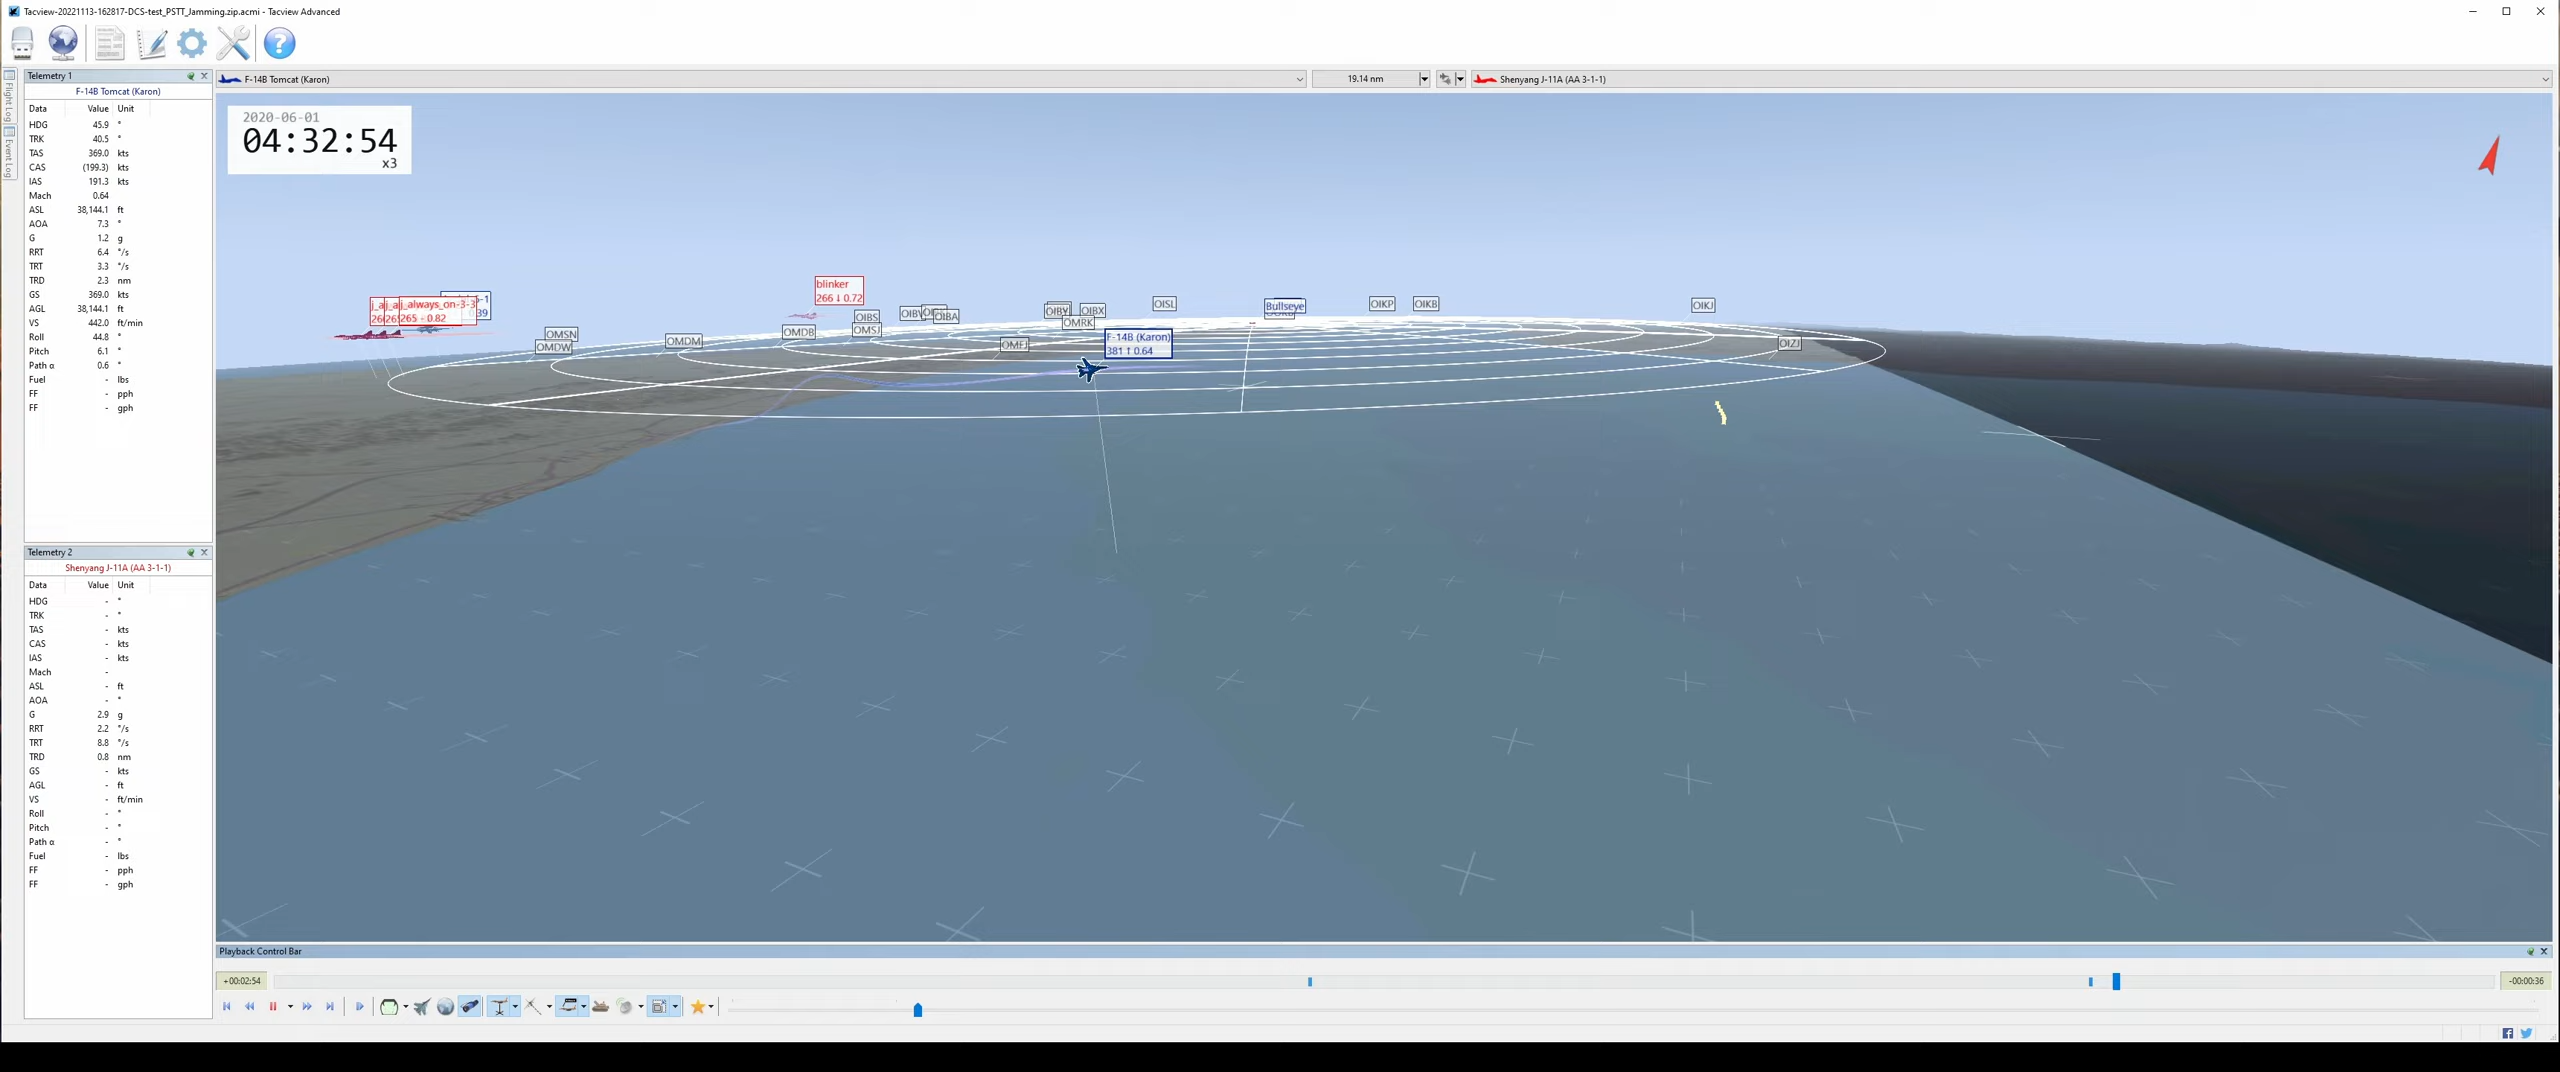 Tacview-20221113-162817-DCS-test_PSTT_Jamming.zip.acmi - Tacview Advanced
Flight Log
Event Log
Telemetry 1
F-14B Tomcat (Karon)
Data Value Unit
HDG 45.9 °
TRK 40.5 °
TAS 369.0 kts
CAS (199.3) kts
IAS 191.3 kts
Mach 0.64
ASL 38,144.1 ft
AOA 7.3 °
G 1.2 g
RRT 6.4 °/s
TRT 3.3 °/s
TRD 2.3 nm
GS 369.0 kts
AGL 38,144.1 ft
VS 442.0 ft/min
Roll 44.8 °
Pitch 6.1 °
Path α 0.6 °
Fuel - lbs
FF - pph
FF - gph
Telemetry 2
Shenyang J-11A (AA 3-1-1)
Data Value Unit
HDG - °
TRK - °
TAS - kts
CAS - kts
IAS - kts
Mach -
ASL - ft
AOA - °
G 2.9 g
RRT 2.2 °/s
TRT 8.8 °/s
TRD 0.8 nm
GS - kts
AGL - ft
VS - ft/min
Roll - °
Pitch - °
Path α - °
Fuel - lbs
FF - pph
FF - gph
F-14B Tomcat (Karon) 19.14 nm Shenyang J-11A (AA 3-1-1)
2020-06-01
04:32:54
x3
blinker
266 ↓ 0.72
always_on-3-3
265 - 0.82
OMSN
OMDW
OMDM
OMDB
OIBS
OMSJ
OIBA
OMFJ
OIBY
OIBX
OMRK
OISL
Bullseye
OIKP
OIKB
OIKJ
OIZJ
F-14B (Karon)
381 ↑ 0.64
Playback Control Bar
+00:02:54
-00:00:36